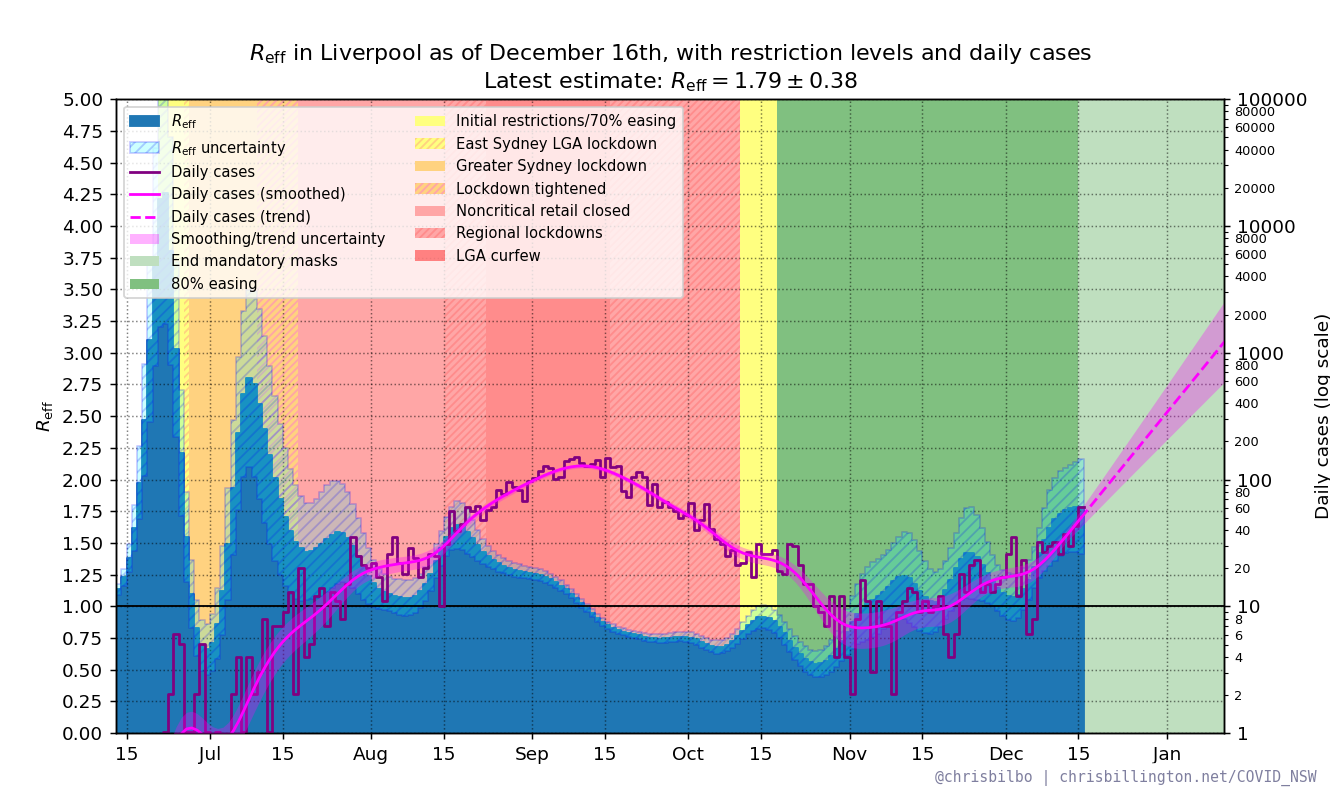 Reff in Liverpool as of December 16th, with restriction levels and daily cases
Latest estimate: Reff = 1.79 ± 0.38
Reff
Reff uncertainty
Daily cases
Daily cases (smoothed)
Daily cases (trend)
Smoothing/trend uncertainty
End mandatory masks
80% easing
Initial restrictions/70% easing
East Sydney LGA lockdown
Greater Sydney lockdown
Lockdown tightened
Noncritical retail closed
Regional lockdowns
LGA curfew
Reff
5.00
4.75
4.50
4.25
4.00
3.75
3.50
3.25
3.00
2.75
2.50
2.25
2.00
1.75
1.50
1.25
1.00
0.75
0.50
0.25
0.00
100000
80000
60000
40000
20000
10000
8000
6000
4000
2000
1000
800
600
400
200
100
80
60
40
20
10
8
6
4
2
1
Daily cases (log scale)
15 Jul 15 Aug 15 Sep 15 Oct 15 Nov 15 Dec 15 Jan
@chrisbilbo | chrisbillington.net/COVID_NSW